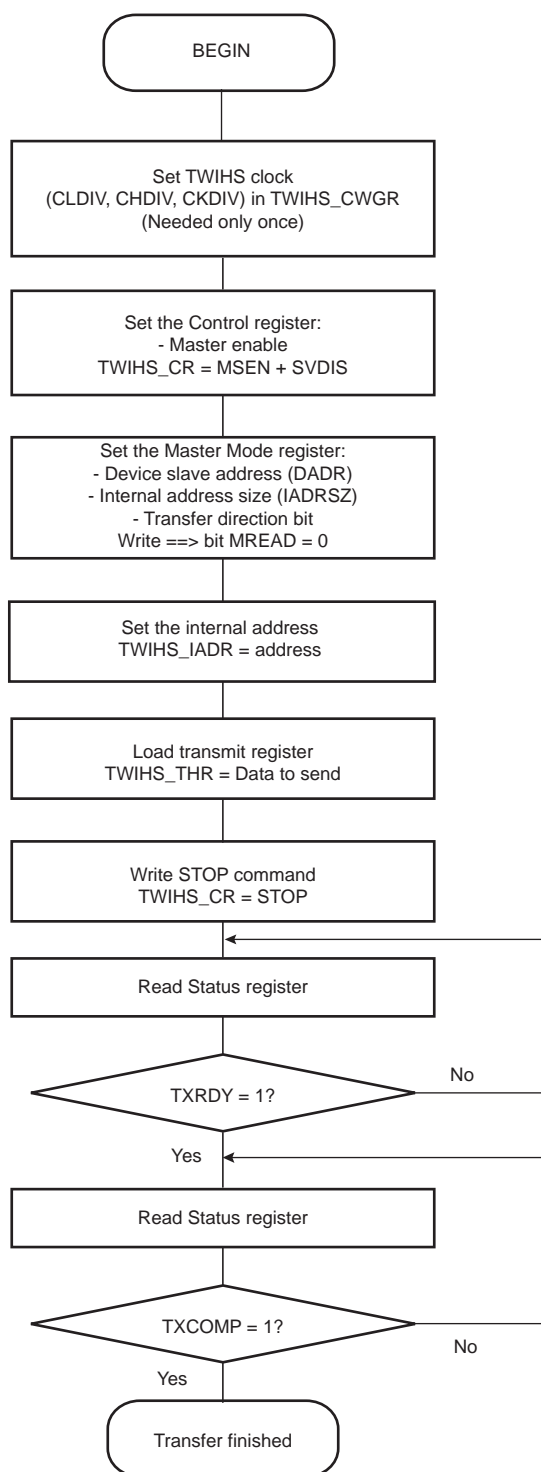 BEGIN
Set TWIHS clock
(CLDIV, CHDIV, CKDIV) in TWIHS_CWGR
(Needed only once)
Set the Control register:
- Master enable
TWIHS_CR = MSEN + SVDIS
Set the Master Mode register:
- Device slave address (DADR)
- Internal address size (IADRSZ)
- Transfer direction bit
Write ==> bit MREAD = 0
Set the internal address
TWIHS_IADR = address
Load transmit register
TWIHS_THR = Data to send
Write STOP command
TWIHS_CR = STOP
Read Status register
TXRDY = 1?
No
Yes
Read Status register
TXCOMP = 1?
No
Yes
Transfer finished